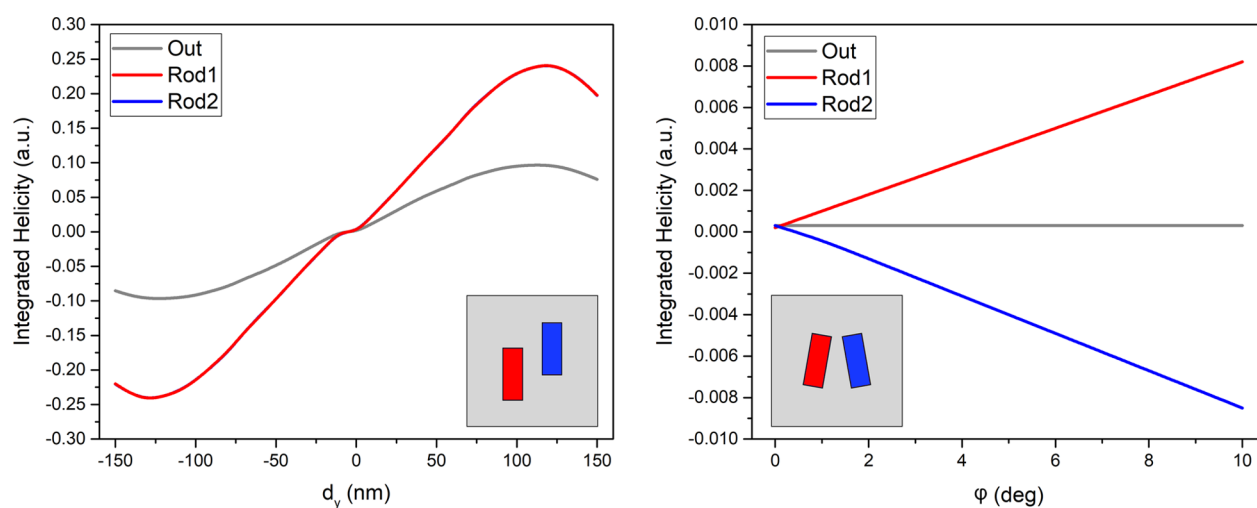 Integrated Helicity (a.u.)
0.30
0.25
0.20
0.15
0.10
0.05
0.00
-0.05
-0.10
-0.15
-0.20
-0.25
-0.30
Out
Rod1
Rod2
-150 -100 -50 0 50 100 150
d_y (nm)
Integrated Helicity (a.u.)
0.010
0.008
0.006
0.004
0.002
0.000
-0.002
-0.004
-0.006
-0.008
-0.010
Out
Rod1
Rod2
0 2 4 6 8 10
φ (deg)